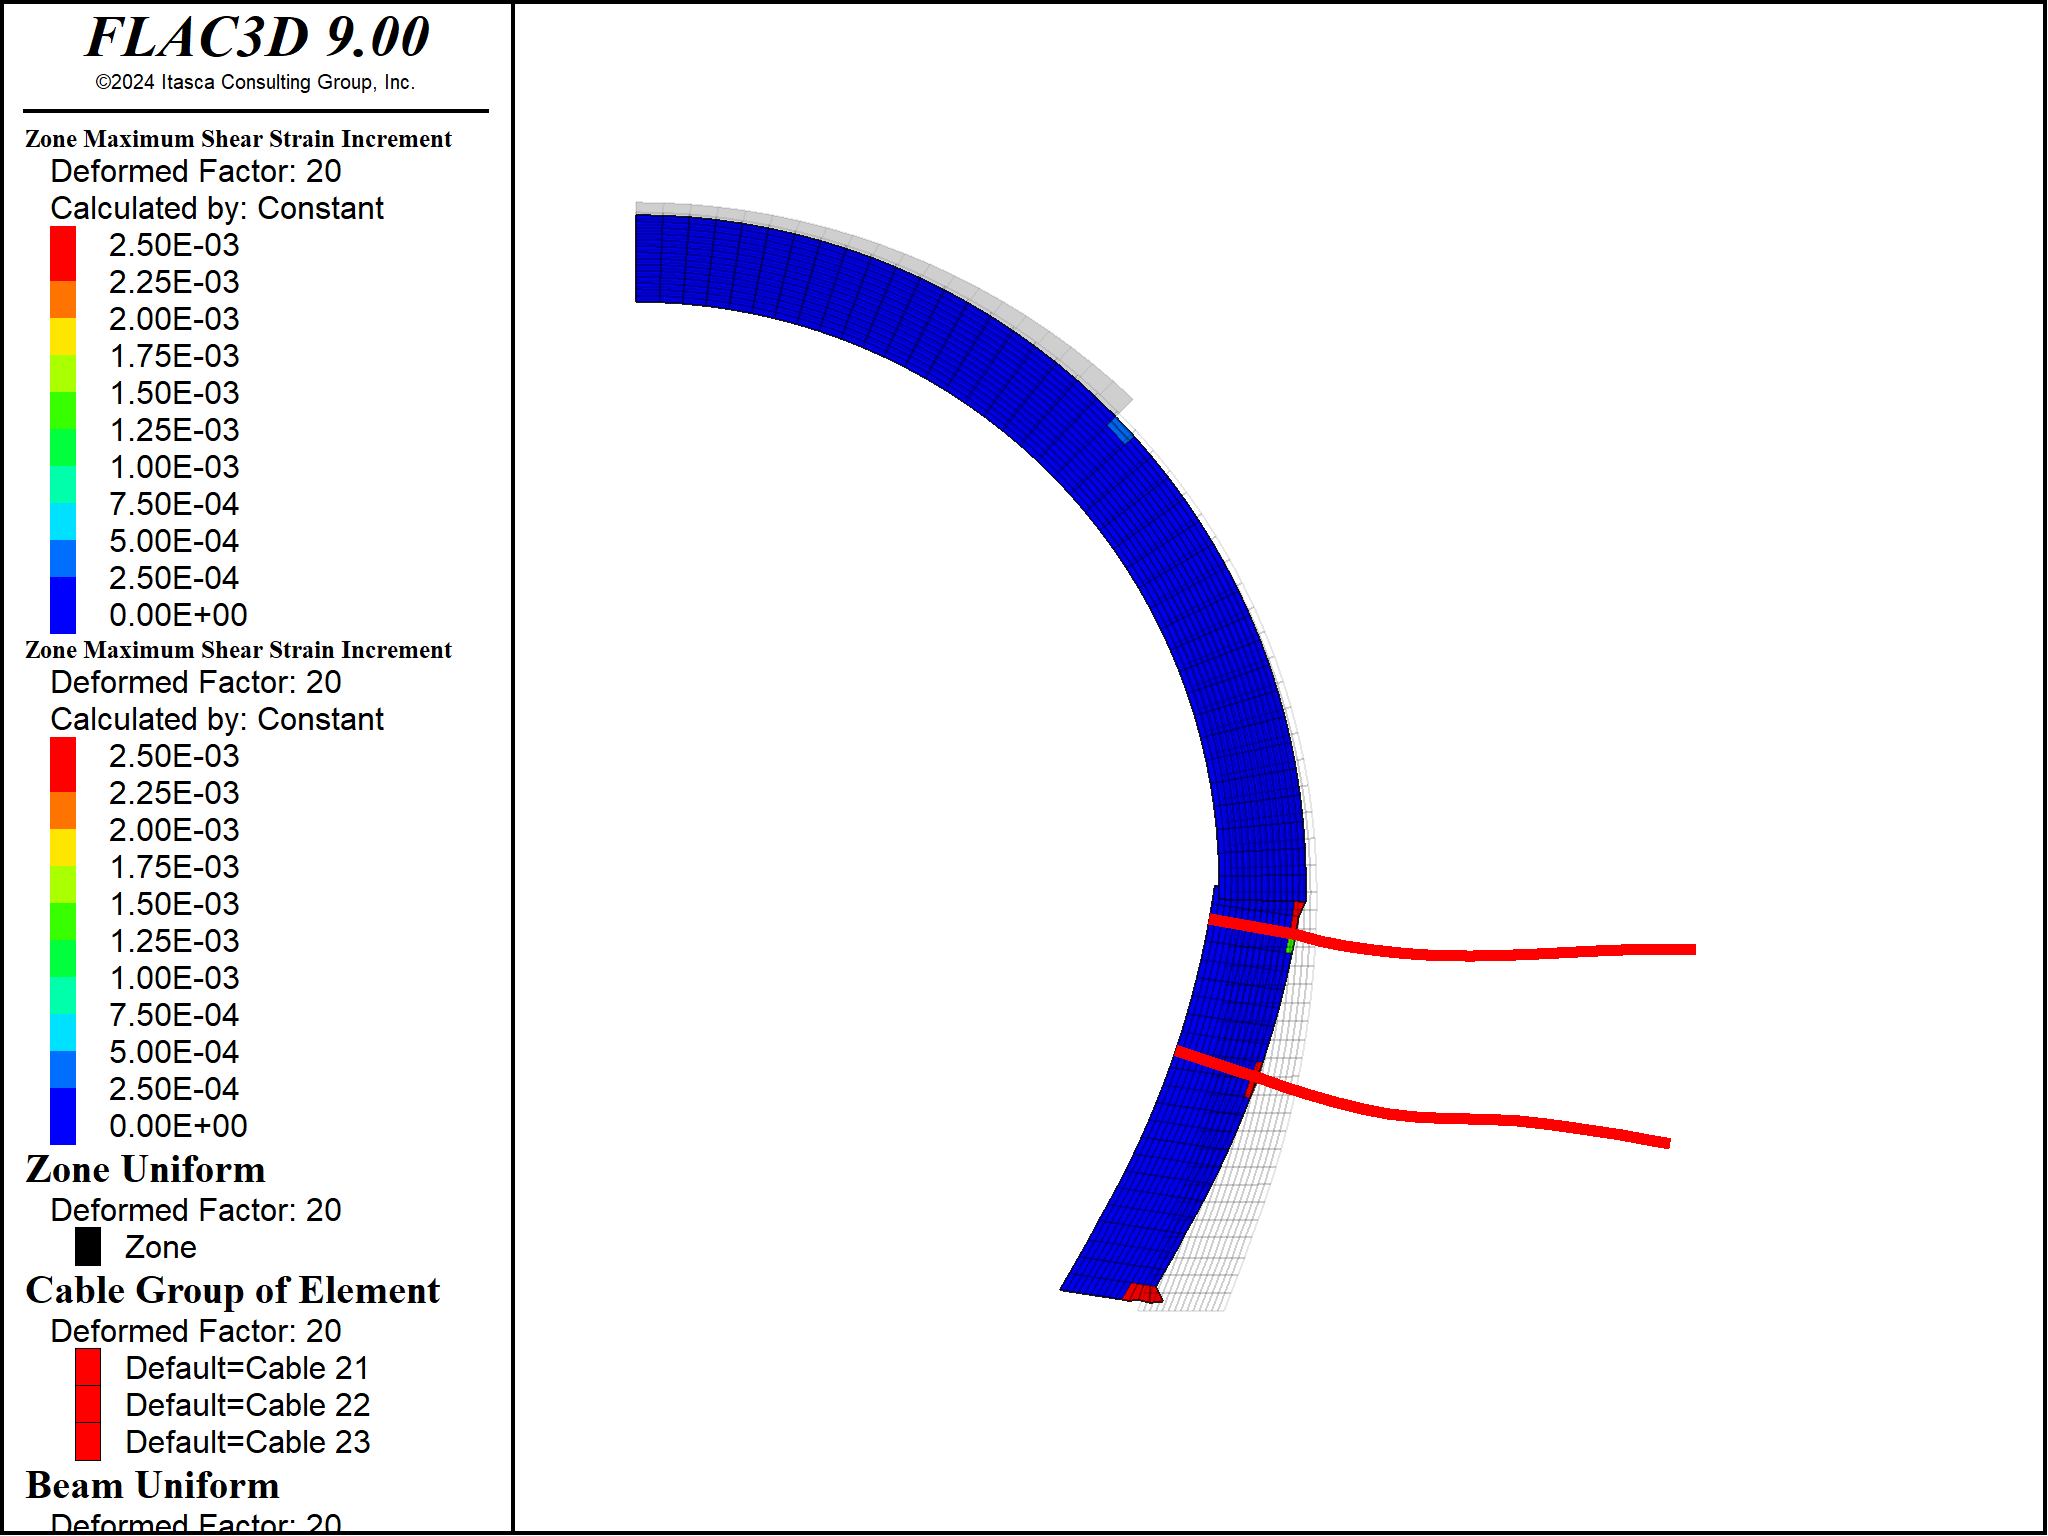 FLAC3D 9.00
©2024 Itasca Consulting Group, Inc.
Zone Maximum Shear Strain Increment
Deformed Factor: 20
Calculated by: Constant
2.50E-03
2.25E-03
2.00E-03
1.75E-03
1.50E-03
1.25E-03
1.00E-03
7.50E-04
5.00E-04
2.50E-04
0.00E+00
Zone Maximum Shear Strain Increment
Deformed Factor: 20
Calculated by: Constant
2.50E-03
2.25E-03
2.00E-03
1.75E-03
1.50E-03
1.25E-03
1.00E-03
7.50E-04
5.00E-04
2.50E-04
0.00E+00
Zone Uniform
Deformed Factor: 20
Zone
Cable Group of Element
Deformed Factor: 20
Default=Cable 21
Default=Cable 22
Default=Cable 23
Beam Uniform
Deformed Factor: 20